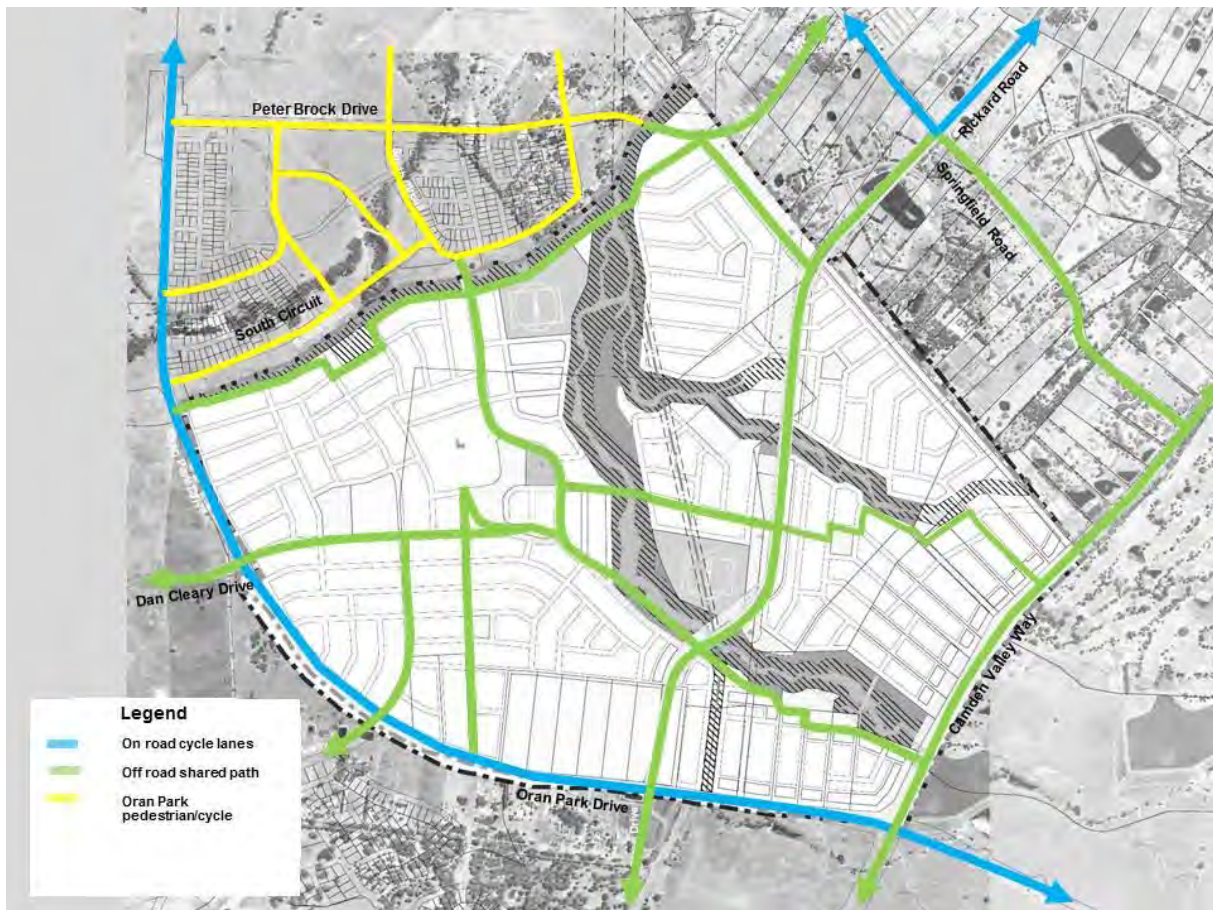 Peter Brock Drive
Rickard Road
Springfield Road
South Circuit
Dan Cleary Drive
Camden Valley Way
Oran Park Drive
Drive
Legend
On road cycle lanes
Off road shared path
Oran Park
pedestrian/cycle